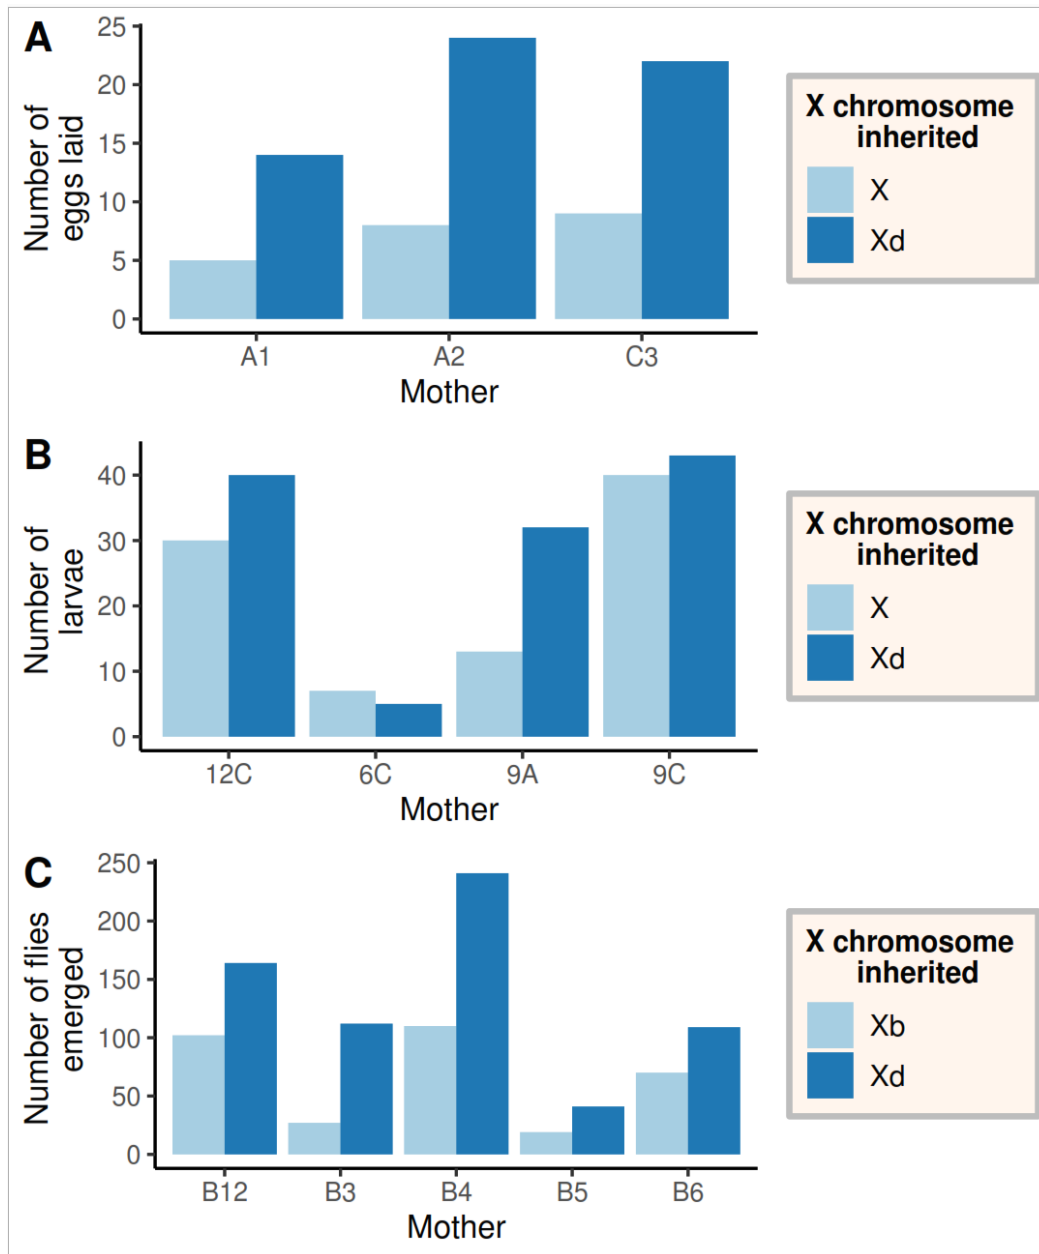 A
Number of
eggs laid
25
20
15
10
5
0
A1 A2 C3
Mother
X chromosome
inherited
X
Xd
B
Number of
larvae
40
30
20
10
0
12C 6C 9A 9C
Mother
X chromosome
inherited
X
Xd
C
Number of flies
emerged
250
200
150
100
50
0
B12 B3 B4 B5 B6
Mother
X chromosome
inherited
Xb
Xd